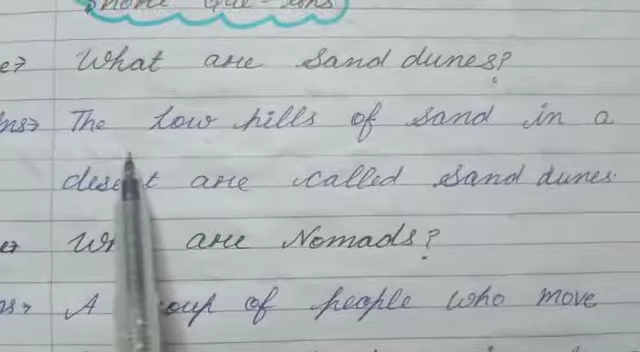 What are Sand dunes?
The Low hills of sand in a
desert are called Sand dunes.
are Nomads?
A of people who move